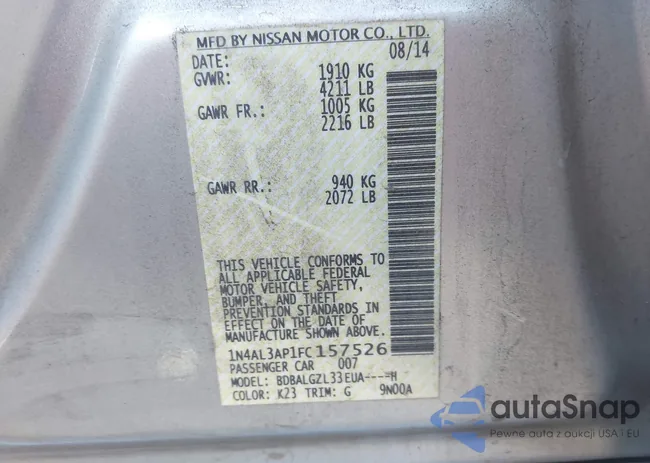 MFD BY NISSAN MOTOR CO., LTD.
DATE: 08/14
GVWR: 1910 KG
4211 LB
GAWR FR.: 1005 KG
2216 LB
GAWR RR.: 940 KG
: 2072 LB
:
THIS VEHICLE CONFORMS TO
ALL APPLICABLE FEDERAL
MOTOR VEHICLE SAFETY,
BUMPER, AND THEFT
PREVENTION STANDARDS IN
EFFECT ON THE DATE OF
MANUFACTURE SHOWN ABOVE.
1N4AL3AP1FC157526
PASSENGER CAR 007
MODEL: BDBALGZL33EUA----H
COLOR: K23 TRIM: G 9N00A
autaSnap
Pewne auta z aukcji USA i EU